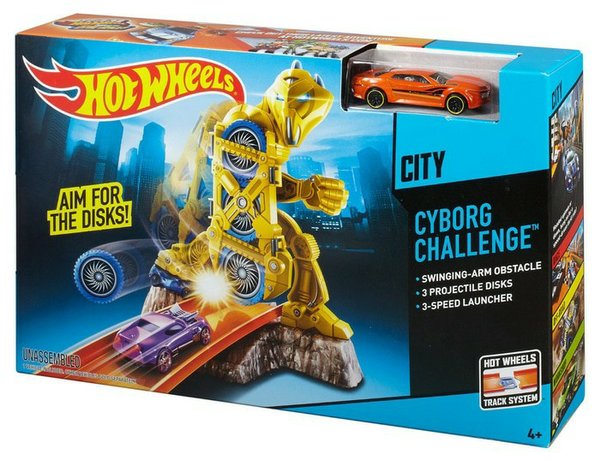 HOT WHEELS
AIM FOR
THE DISKS!
UNASSEMBLED
CITY
CYBORG
CHALLENGE™
• SWINGING-ARM OBSTACLE
• 3 PROJECTILE DISKS
• 3-SPEED LAUNCHER
HOT WHEELS
TRACK SYSTEM
4+
CITY